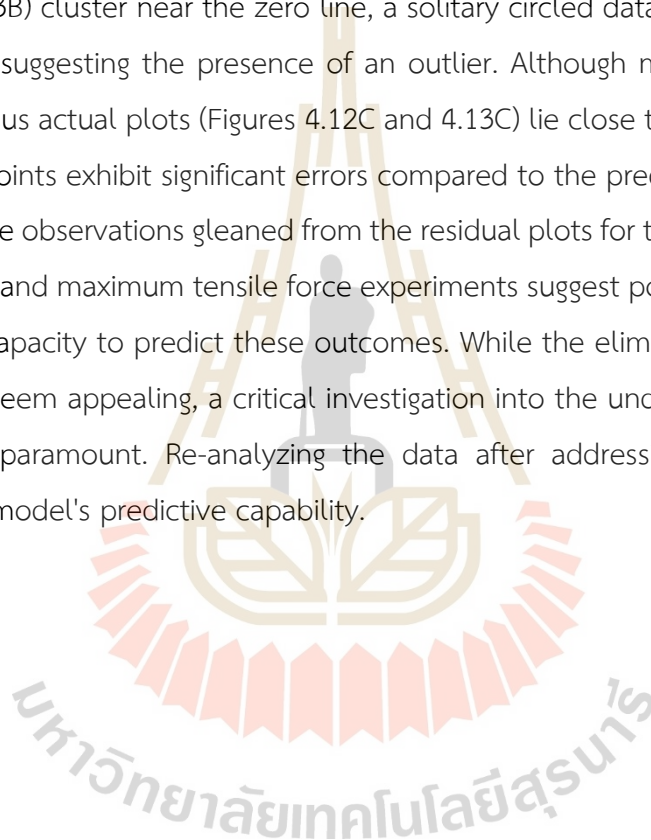 3B) cluster near the zero line, a solitary circled data
suggesting the presence of an outlier. Although m
us actual plots (Figures 4.12C and 4.13C) lie close t
oints exhibit significant errors compared to the pred
e observations gleaned from the residual plots for t
and maximum tensile force experiments suggest po
apacity to predict these outcomes. While the elim
eem appealing, a critical investigation into the und
paramount. Re-analyzing the data after address
model's predictive capability.
มหาวิทยาลัยเทคโนโลยีสุรนารี